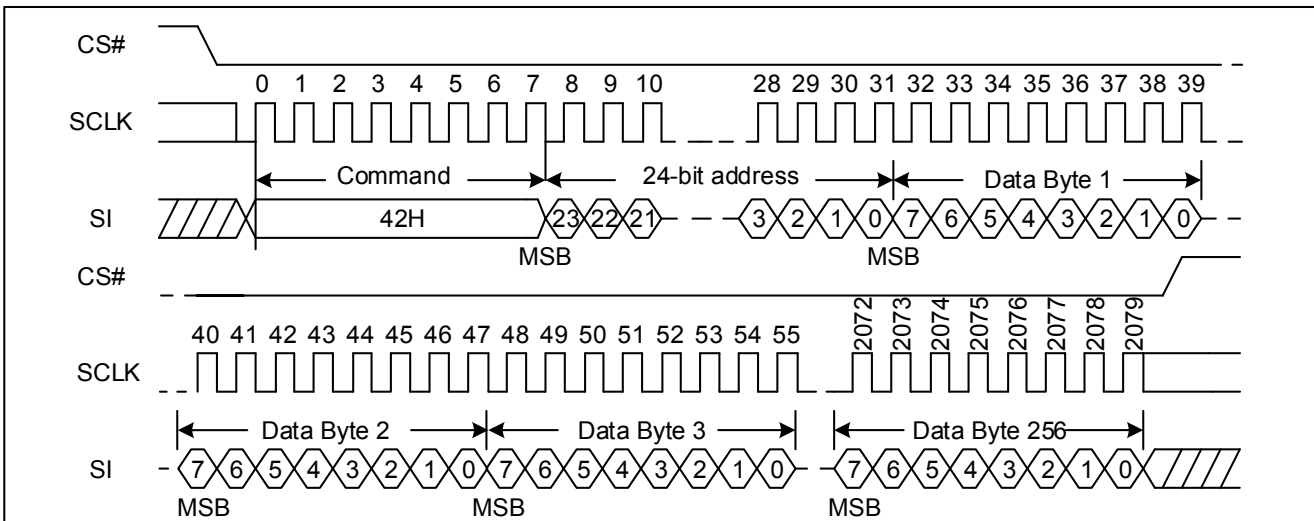 CS#
0 1 2 3 4 5 6 7 8 9 10 28 29 30 31 32 33 34 35 36 37 38 39
SCLK
Command 24-bit address Data Byte 1
SI 42H 23 22 21 3 2 1 0 7 6 5 4 3 2 1 0
MSB MSB
CS#
2072 2073 2074 2075 2076 2077 2078 2079
40 41 42 43 44 45 46 47 48 49 50 51 52 53 54 55
SCLK
Data Byte 2 Data Byte 3 Data Byte 256
SI 7 6 5 4 3 2 1 0 7 6 5 4 3 2 1 0 7 6 5 4 3 2 1 0
MSB MSB MSB